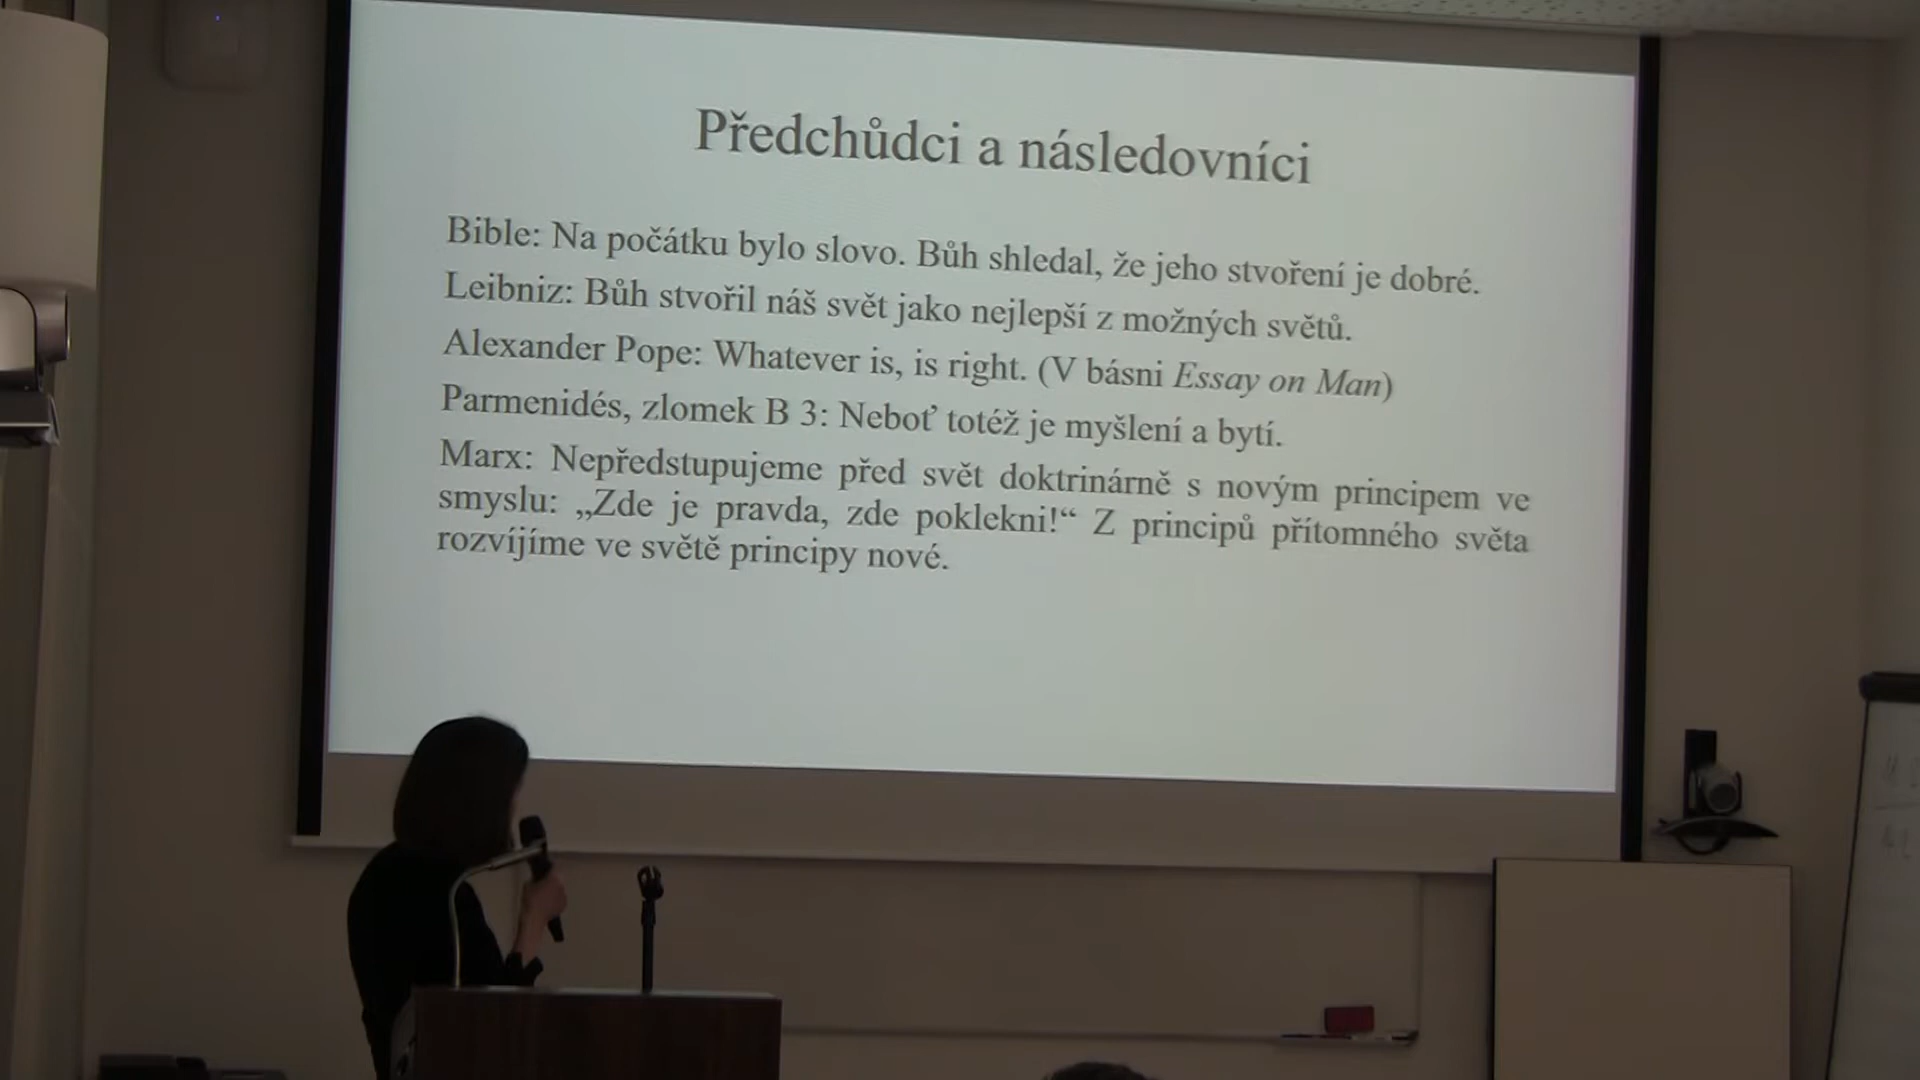 Předchůdci a následovníci
Bible: Na počátku bylo slovo. Bůh shledal, že jeho stvoření je dobré.
Leibniz: Bůh stvořil náš svět jako nejlepší z možných světů.
Alexander Pope: Whatever is, is right. (V básni Essay on Man)
Parmenidés, zlomek B 3: Neboť totéž je myšlení a bytí.
Marx: Nepředstupujeme před svět doktrinárně s novým principem ve
smyslu: „Zde je pravda, zde poklekni!“ Z principů přítomného světa
rozvíjíme ve světě principy nové.